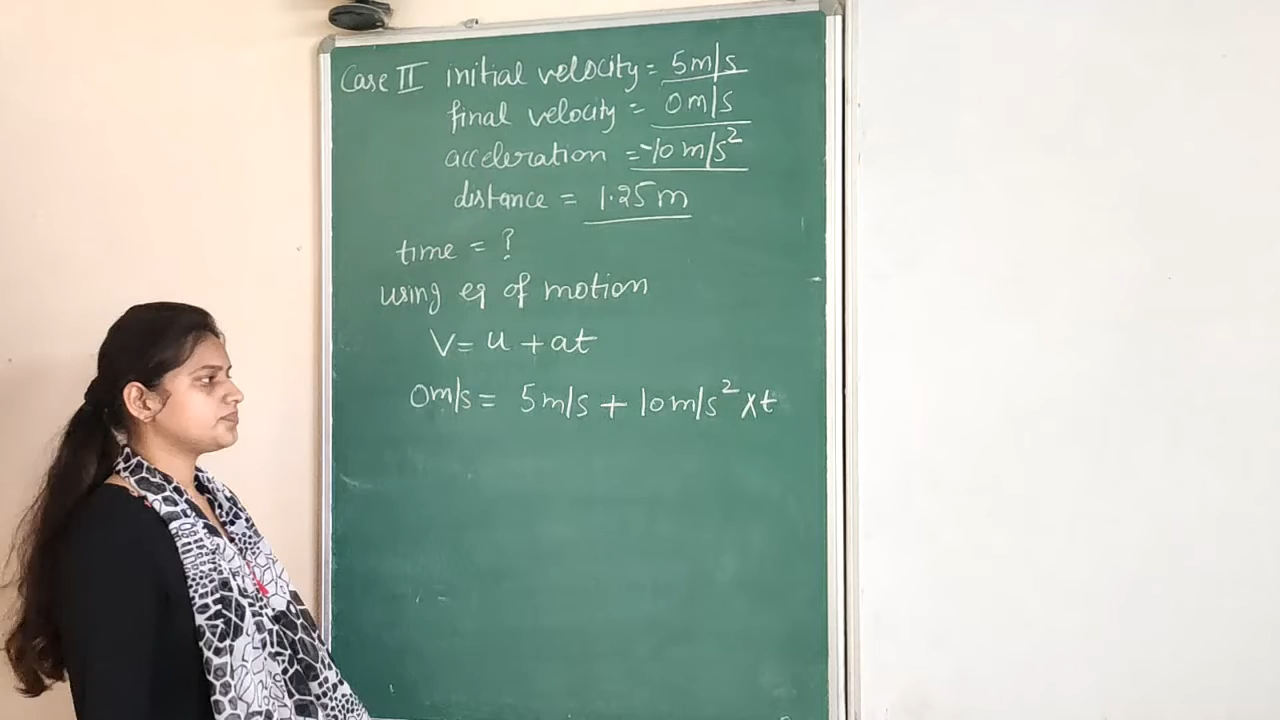 Case II initial velocity = 5m/s
final velocity = 0m/s
acceleration = -10 m/s²
distance = 1.25m
time = ?
using eq of motion
V = u + at
0m/s = 5m/s + 10m/s² x t